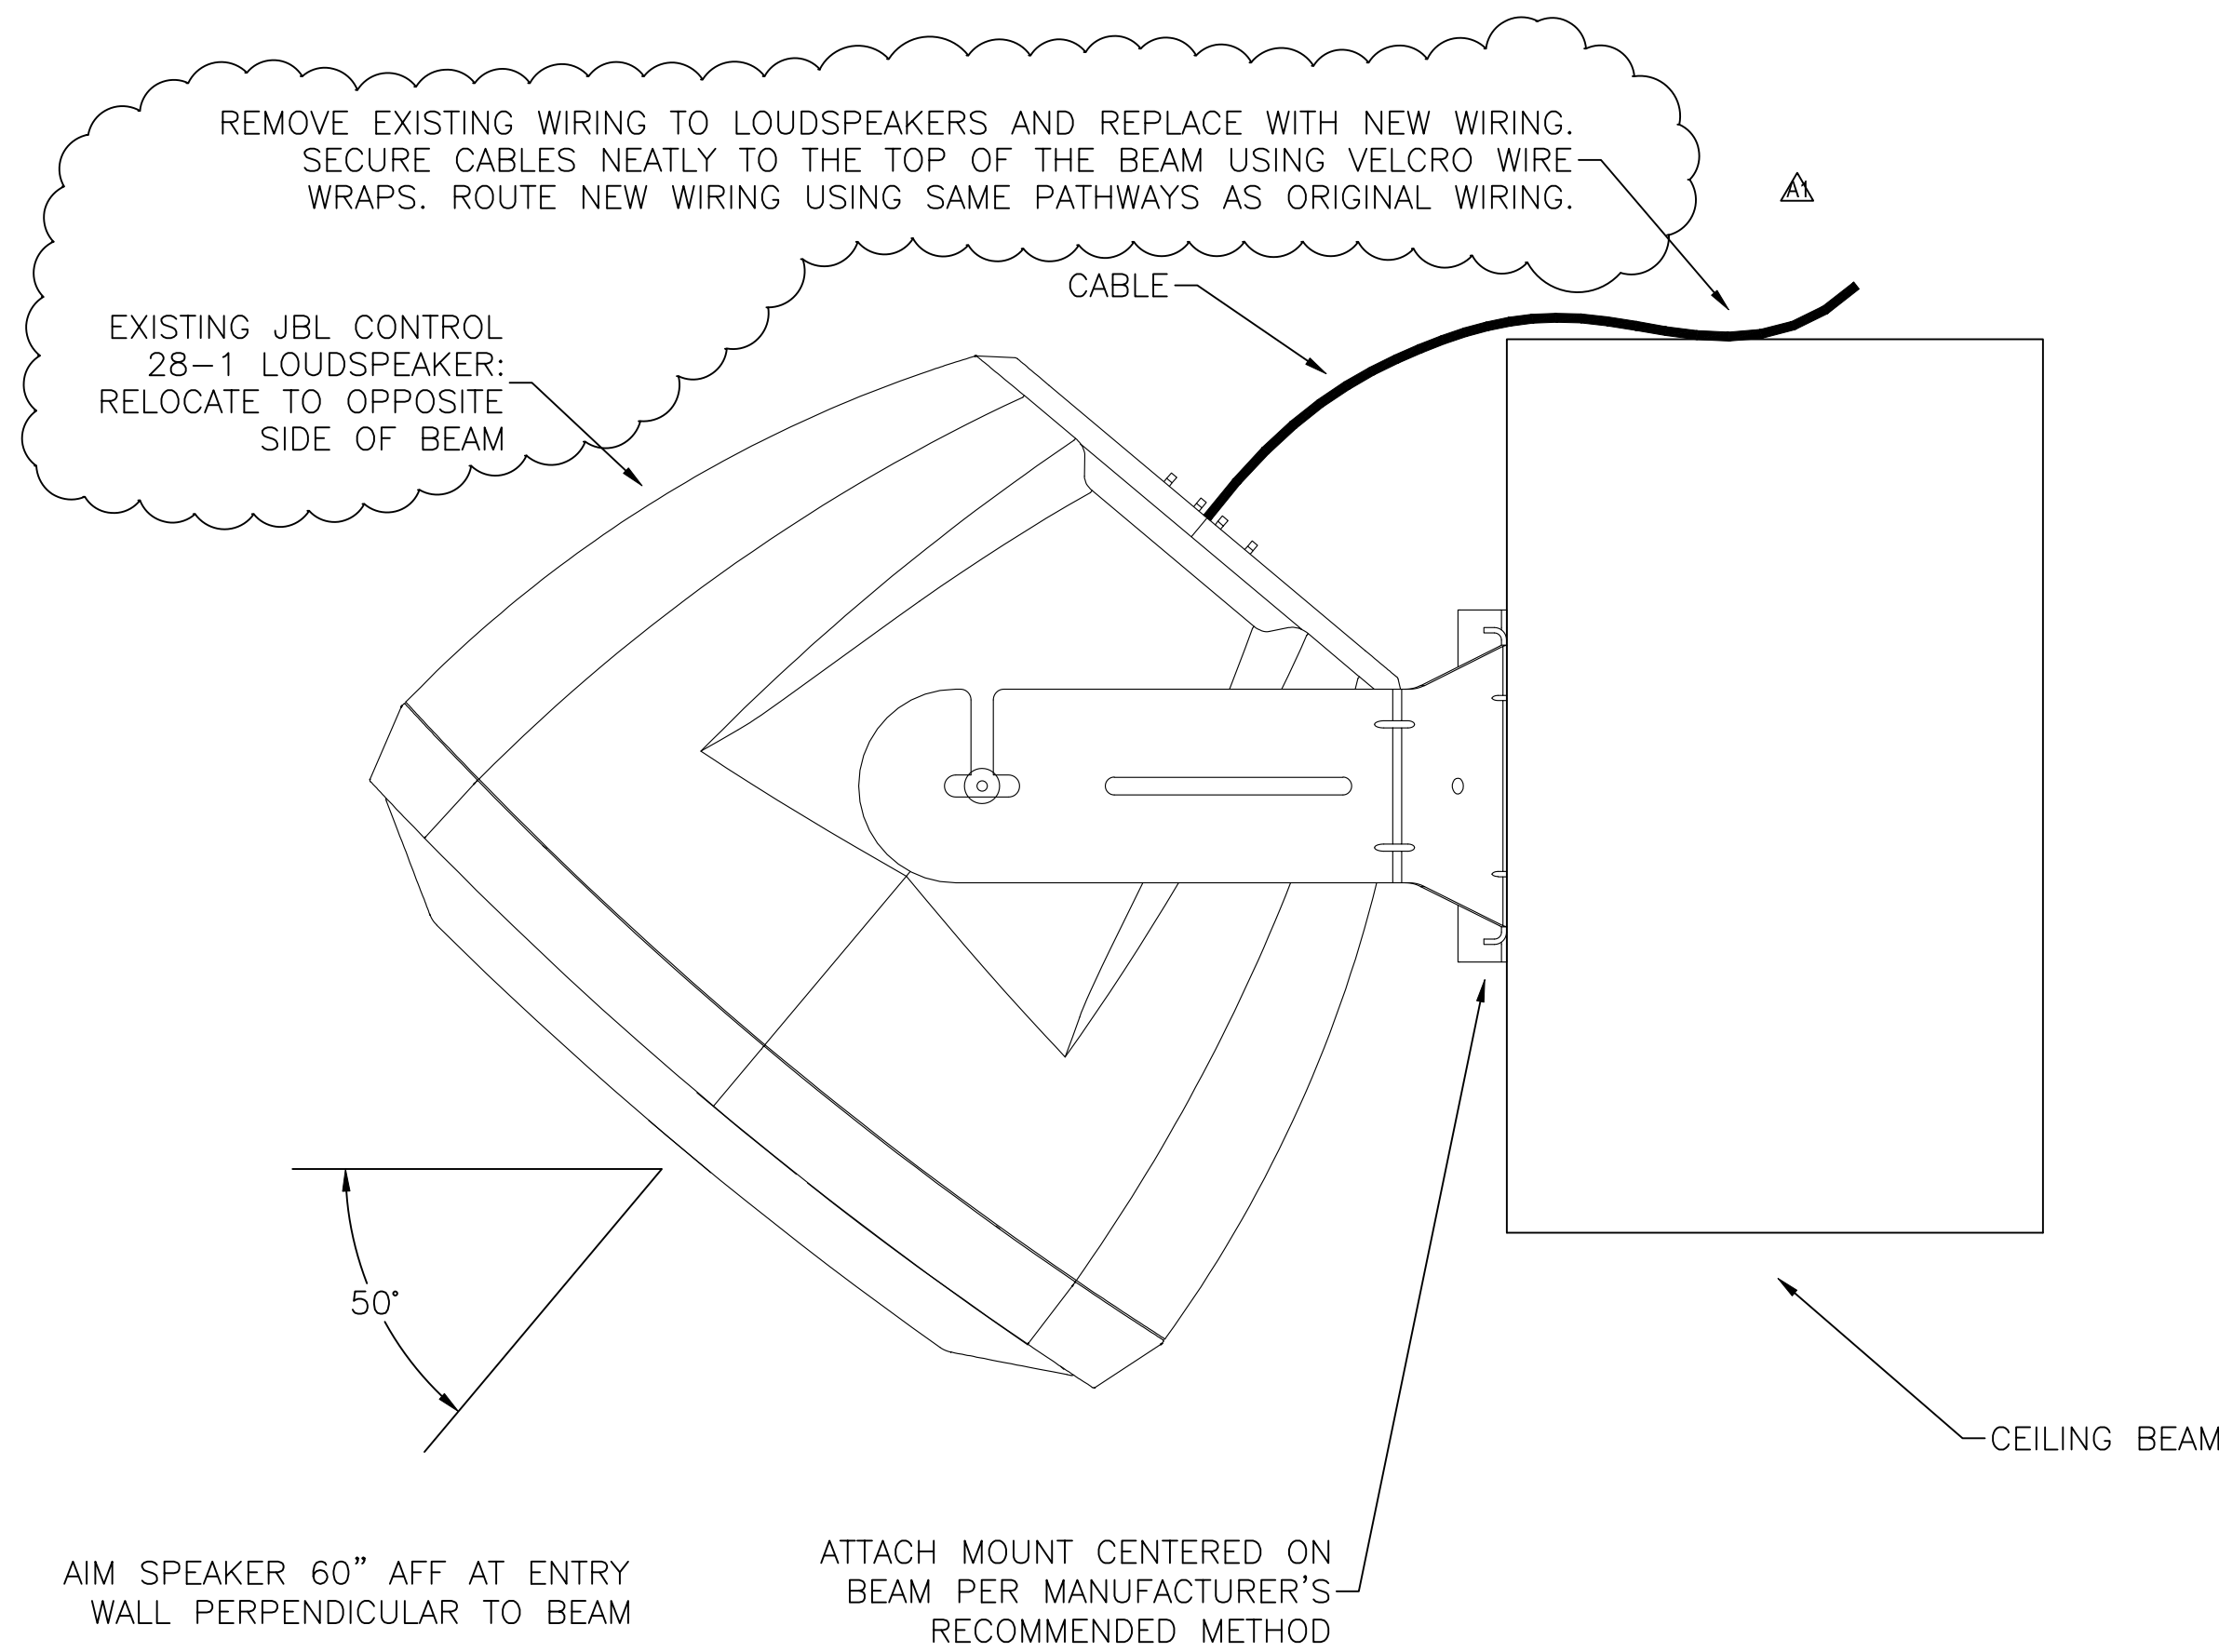 REMOVE EXISTING WIRING TO LOUDSPEAKERS AND REPLACE WITH NEW WIRING.
SECURE CABLES NEATLY TO THE TOP OF THE BEAM USING VELCRO WIRE
WRAPS. ROUTE NEW WIRING USING SAME PATHWAYS AS ORIGINAL WIRING.
A1
CABLE
EXISTING JBL CONTROL
28-1 LOUDSPEAKER:
RELOCATE TO OPPOSITE
SIDE OF BEAM
50°
CEILING BEAM
ATTACH MOUNT CENTERED ON
BEAM PER MANUFACTURER'S
RECOMMENDED METHOD
AIM SPEAKER 60" AFF AT ENTRY
WALL PERPENDICULAR TO BEAM